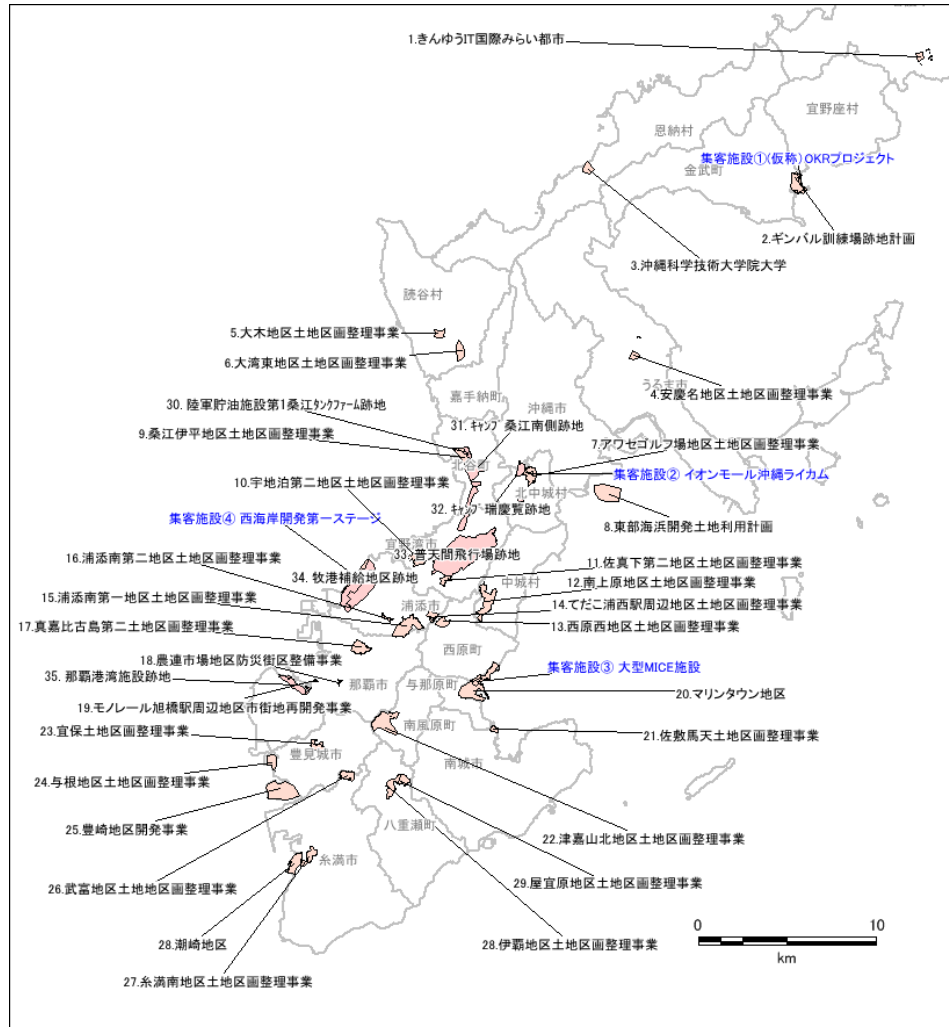 1.きんゆうIT国際みらい都市
宜野座村
恩納村
集客施設①(仮称)OKRプロジェクト
金武町
2.ギンバル訓練場跡地計画
3.沖縄科学技術大学院大学
読谷村
5.大木地区土地区画整理事業
6.大湾東地区土地区画整理事業
うるま市
4.安慶名地区土地区画整理事業
嘉手納町
30. 陸軍貯油施設第1桑江タンクファーム跡地
沖縄市
31. キャンプ 桑江南側跡地
9.桑江伊平地区土地区画整理事業
7.アワセゴルフ場地区土地区画整理事業
北谷町
集客施設② イオンモール沖縄ライカム
10.宇地泊第二地区土地区画整理事業
北中城村
32. キャンプ 瑞慶覧跡地
8.東部海浜開発土地利用計画
集客施設④ 西海岸開発第一ステージ
宜野湾市
33. 普天間飛行場跡地
16.浦添南第二地区土地区画整理事業
11.佐真下第二地区土地区画整理事業
34. 牧港補給地区跡地
中城村
12.南上原地区土地区画整理事業
15.浦添南第一地区土地区画整理事業
浦添市
14.てだこ浦西駅周辺地区土地区画整理事業
17.真嘉比古島第二土地区画整理事業
13.西原西地区土地区画整理事業
西原町
18.農連市場地区防災街区整備事業
集客施設③ 大型MICE施設
35. 那覇港湾施設跡地
那覇市
与那原町
20.マリンタウン地区
19.モノレール旭橋駅周辺地区市街地再開発事業
23.宜保土地区画整理事業
南風原町
21.佐敷馬天土地区画整理事業
豊見城市
南城市
24.与根地区土地区画整理事業
25.豊崎地区開発事業
八重瀬町
22.津嘉山北地区土地区画整理事業
糸満市
26.武富地区土地地区画整理事業
29.屋宜原地区土地区画整理事業
28.潮崎地区
28.伊覇地区土地区画整理事業
27.糸満南地区土地区画整理事業
0
10
km